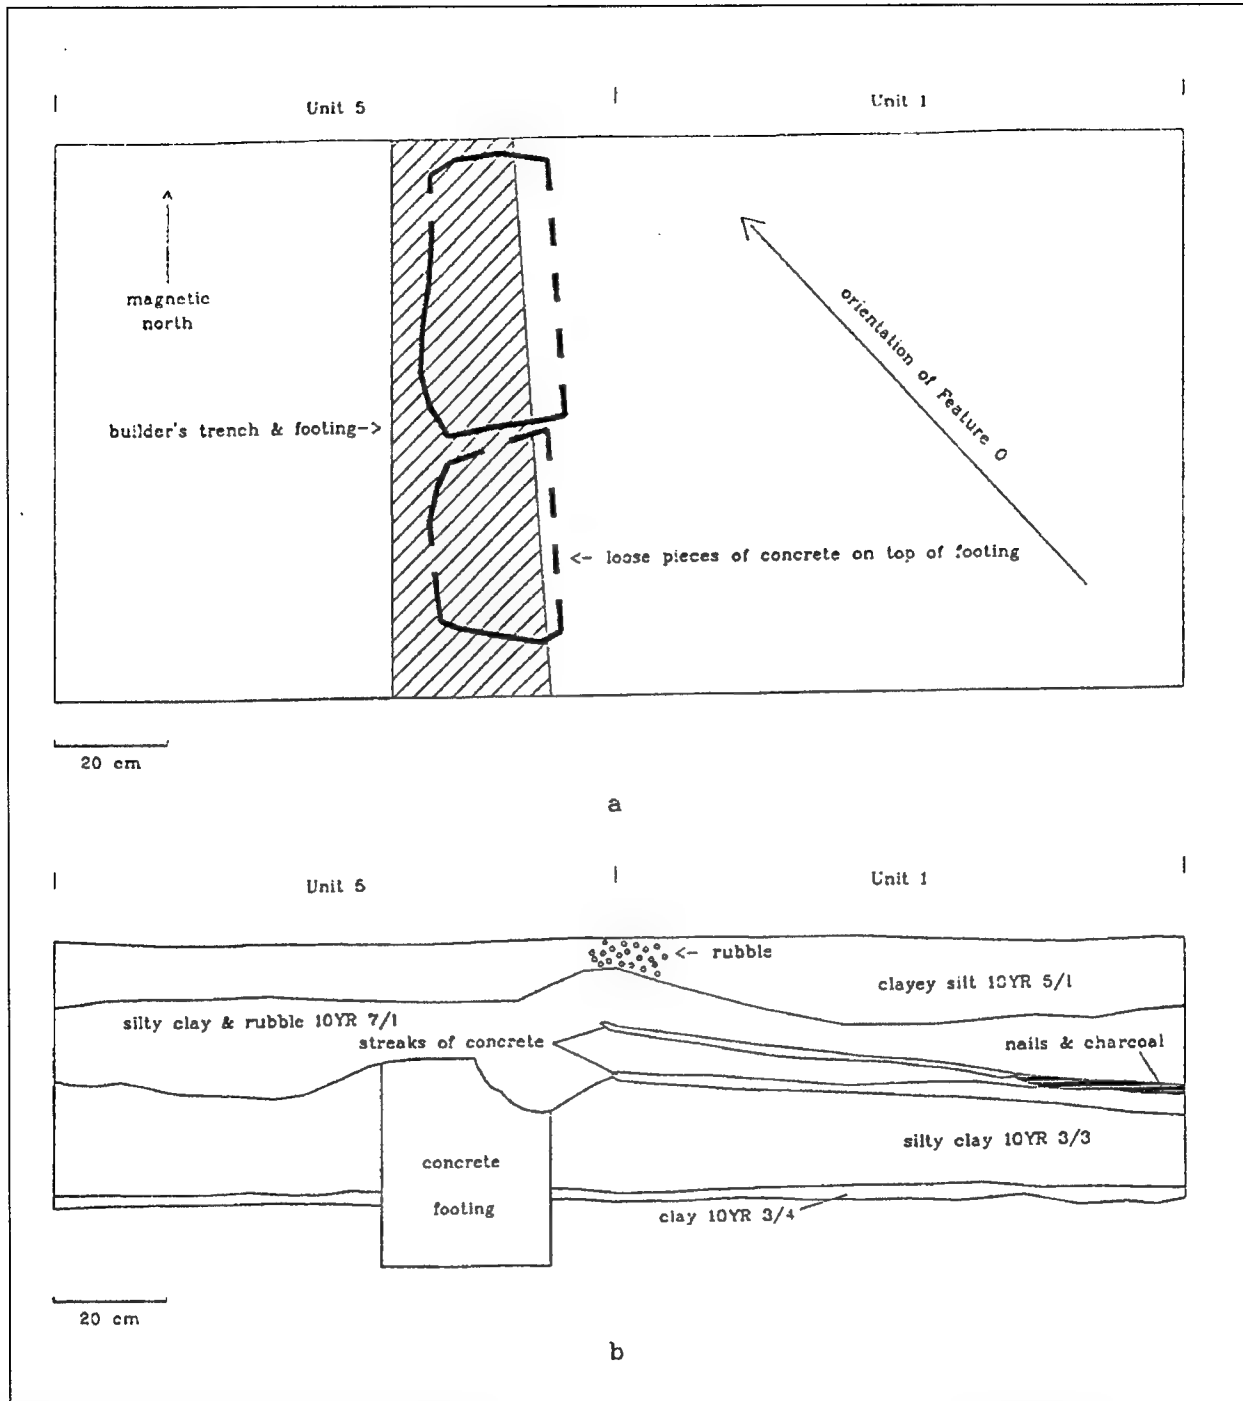 Unit 5
Unit 1
magnetic
north
orientation of Feature 0
builder's trench & footing->
<- loose pieces of concrete on top of footing
20 cm
a
Unit 5
Unit 1
<- rubble
clayey silt 10YR 5/1
silty clay & rubble 10YR 7/1
streaks of concrete
nails & charcoal
silty clay 10YR 3/3
concrete
footing
clay 10YR 3/4
20 cm
b